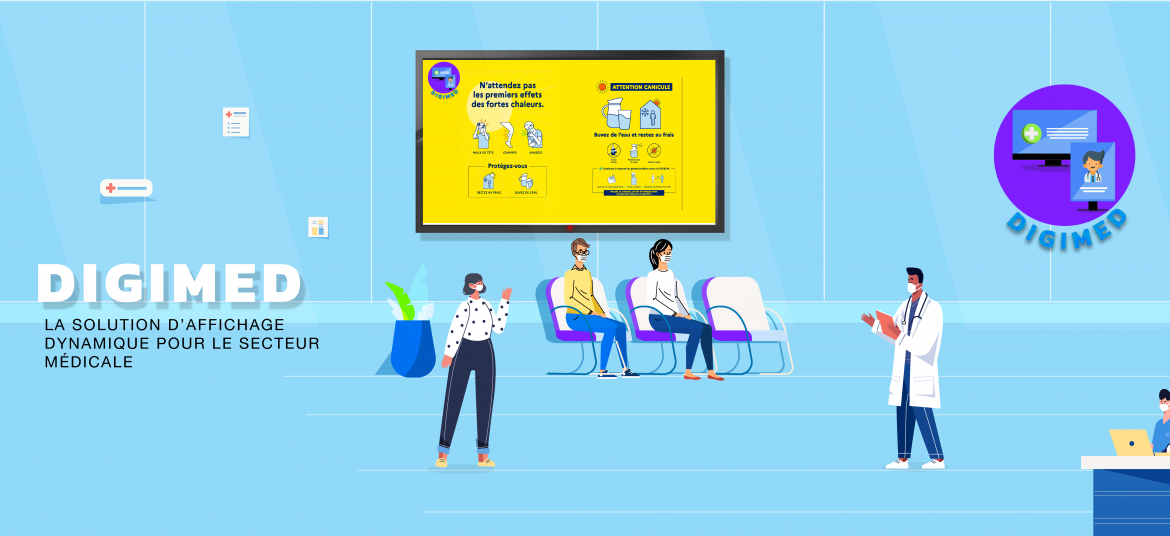 DIGIMED
LA SOLUTION D'AFFICHAGE
DYNAMIQUE POUR LE SECTEUR
MÉDICALE
DIGIMED
N'attendez pas
les premiers effets
des fortes chaleurs.
MAUX DE TÊTE
CRAMPES
NAUSÉES
Protégez-vous
RESTEZ AU FRAIS
BUVEZ DE L'EAU
ATTENTION CANICULE
Buvez de l'eau et restez au frais
DIGIMED